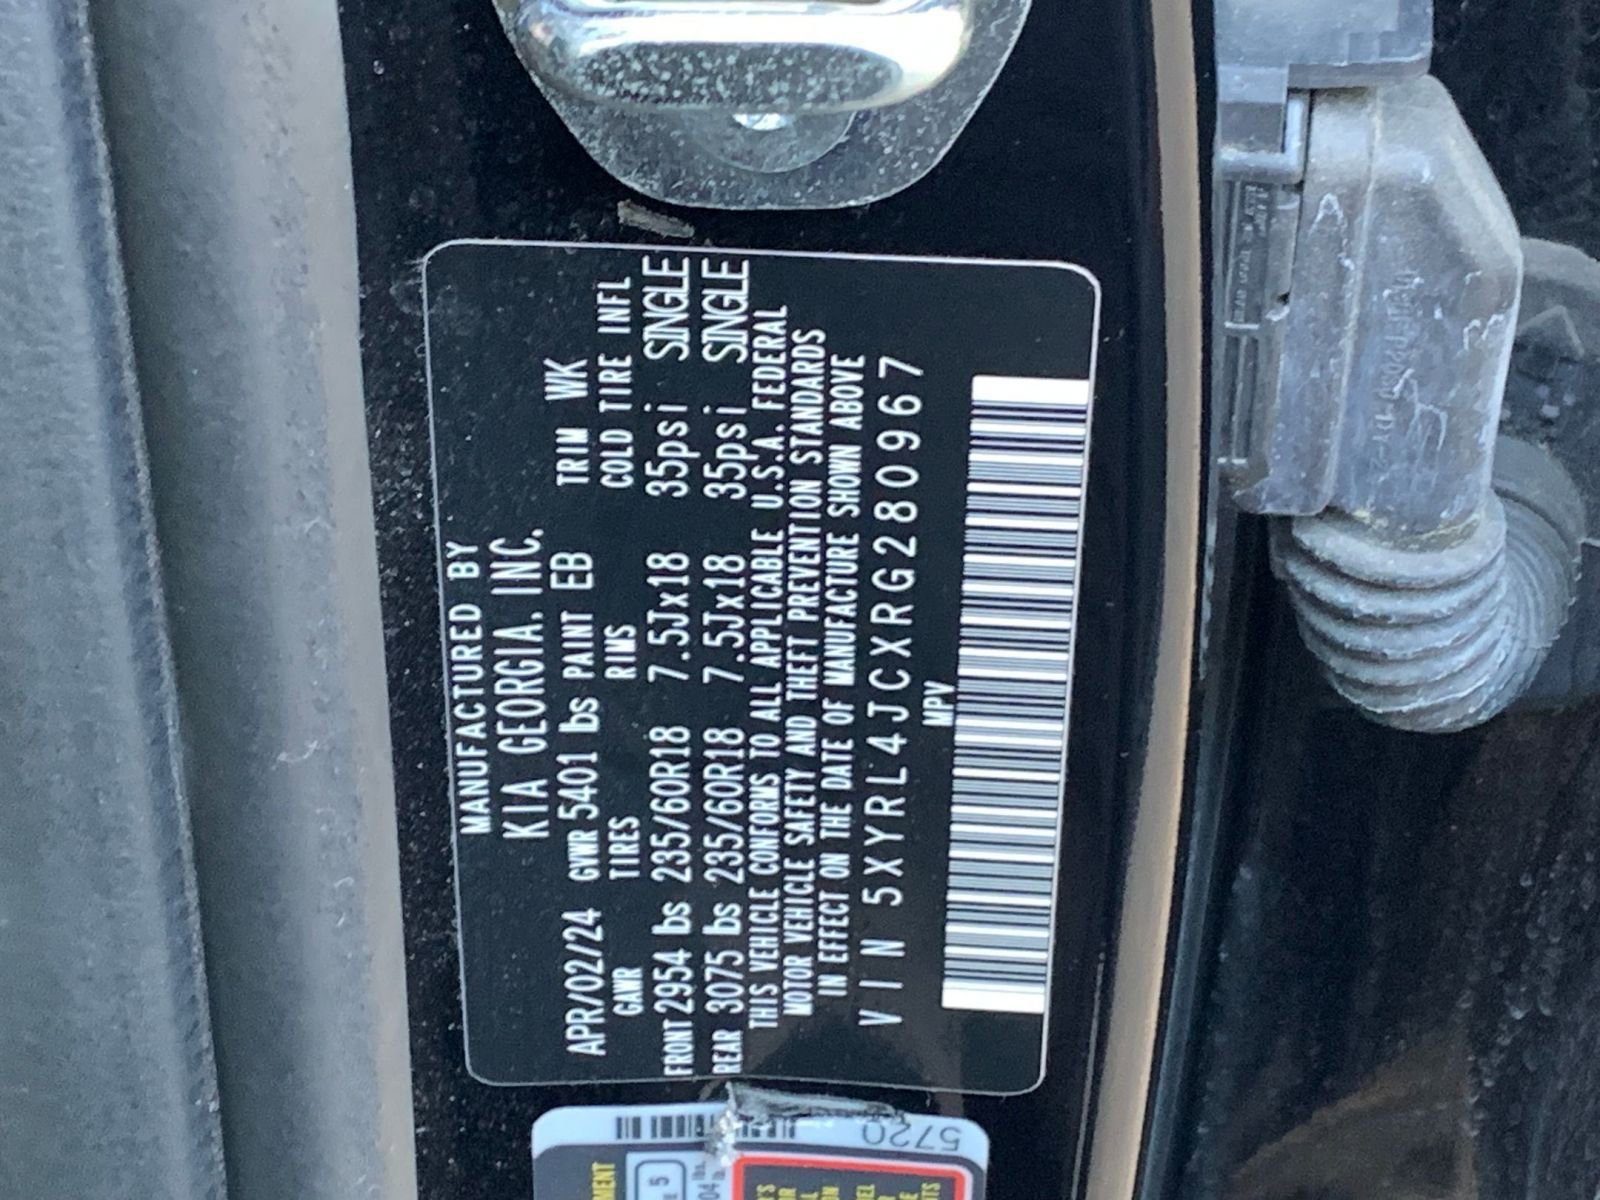 MANUFACTURED BY
KIA GEORGIA. INC.
APR/02/24 GVWR 5401 lbs PAINT EB TRIM WK
GAWR TIRES RIMS COLD TIRE INFL
FRONT 2954 lbs 235/60R18 7.5Jx18 35psi SINGLE
REAR 3075 lbs 235/60R18 7.5Jx18 35psi SINGLE
THIS VEHICLE CONFORMS TO ALL APPLICABLE U.S.A. FEDERAL
MOTOR VEHICLE SAFETY AND THEFT PREVENTION STANDARDS
IN EFFECT ON THE DATE OF MANUFACTURE SHOWN ABOVE
VIN 5XYRL4JCXRG280967
MPV
5720
5